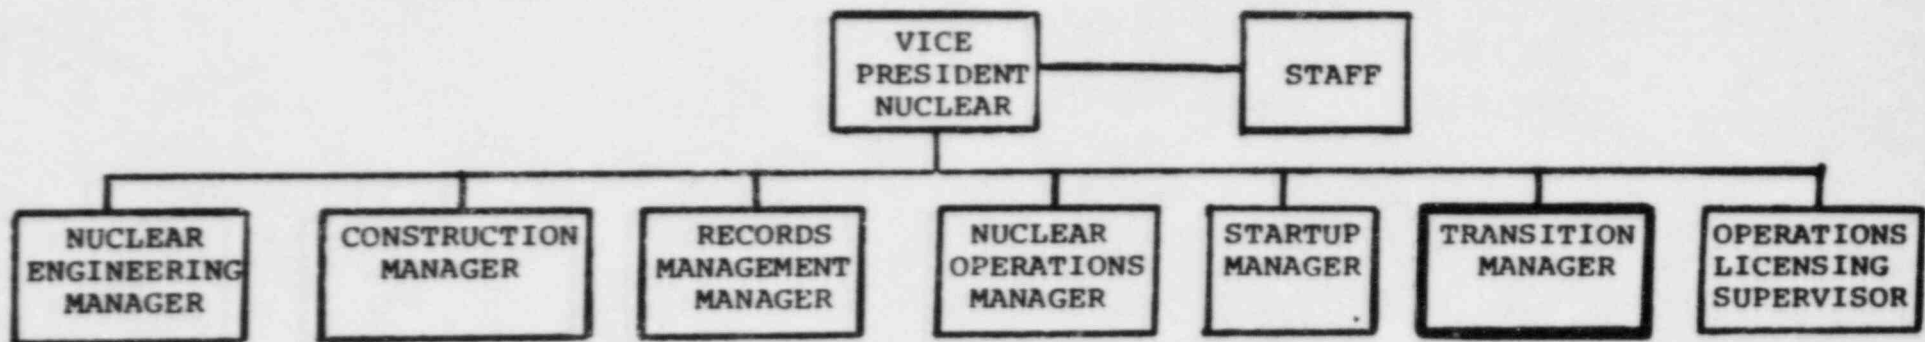 VICE
PRESIDENT
NUCLEAR
STAFF
NUCLEAR
ENGINEERING
MANAGER
CONSTRUCTION
MANAGER
RECORDS
MANAGEMENT
MANAGER
NUCLEAR
OPERATIONS
MANAGER
STARTUP
MANAGER
TRANSITION
MANAGER
OPERATIONS
LICENSING
SUPERVISOR